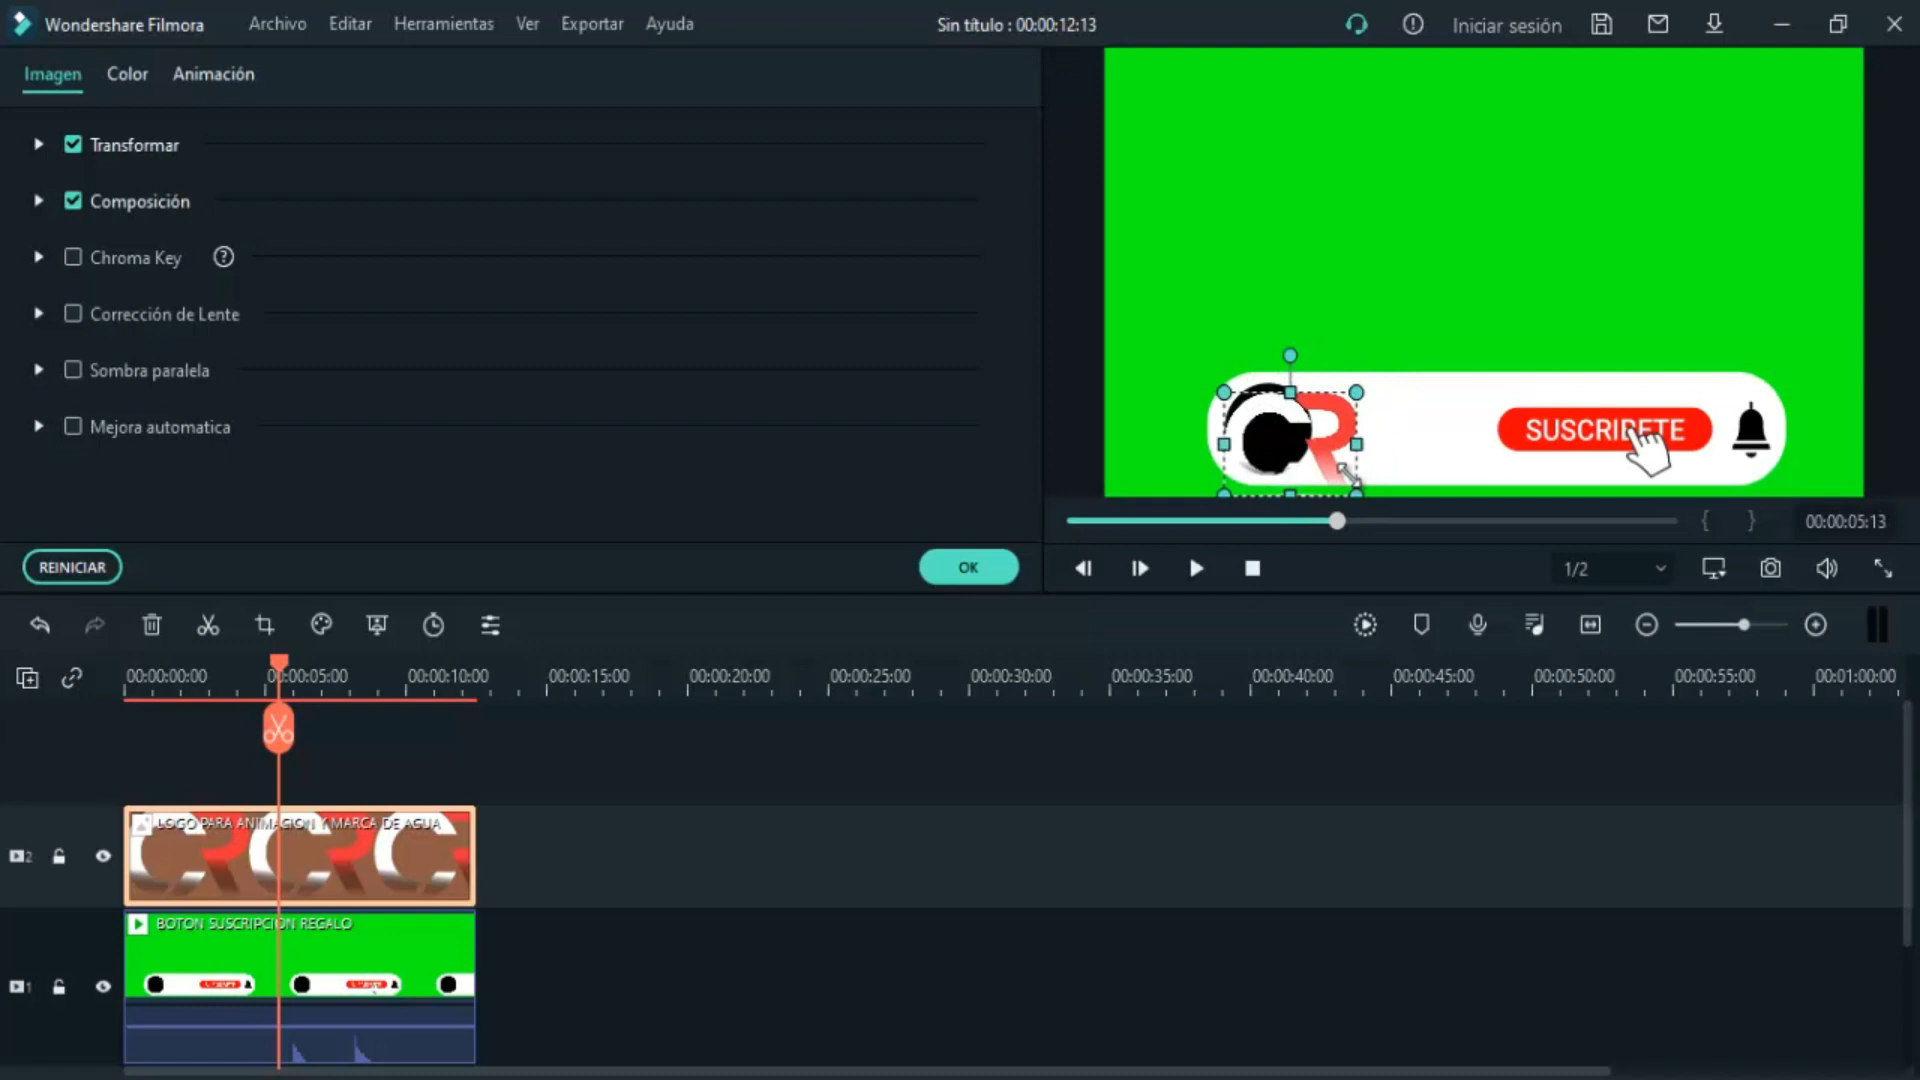 Wondershare Filmora Archivo Editar Herramientas Ver Exportar Ayuda Sin título : 00:00:12:13 Iniciar sesión
Imagen Color Animación
Transformar
Composición
Chroma Key ?
Corrección de Lente
Sombra paralela
Mejora automatica
CR
SUSCRIBETE
{ } 00:00:05:13
REINICIAR OK
1/2
00:00:00:00 00:00:05:00 00:00:10:00 00:00:15:00 00:00:20:00 00:00:25:00 00:00:30:00 00:00:35:00 00:00:40:00 00:00:45:00 00:00:50:00 00:00:55:00 00:01:00:00
LOGO PARA ANIMACION Y MARCA DE AGUA
CR CR C
2
BOTON SUSCRIPCION REGALO
1